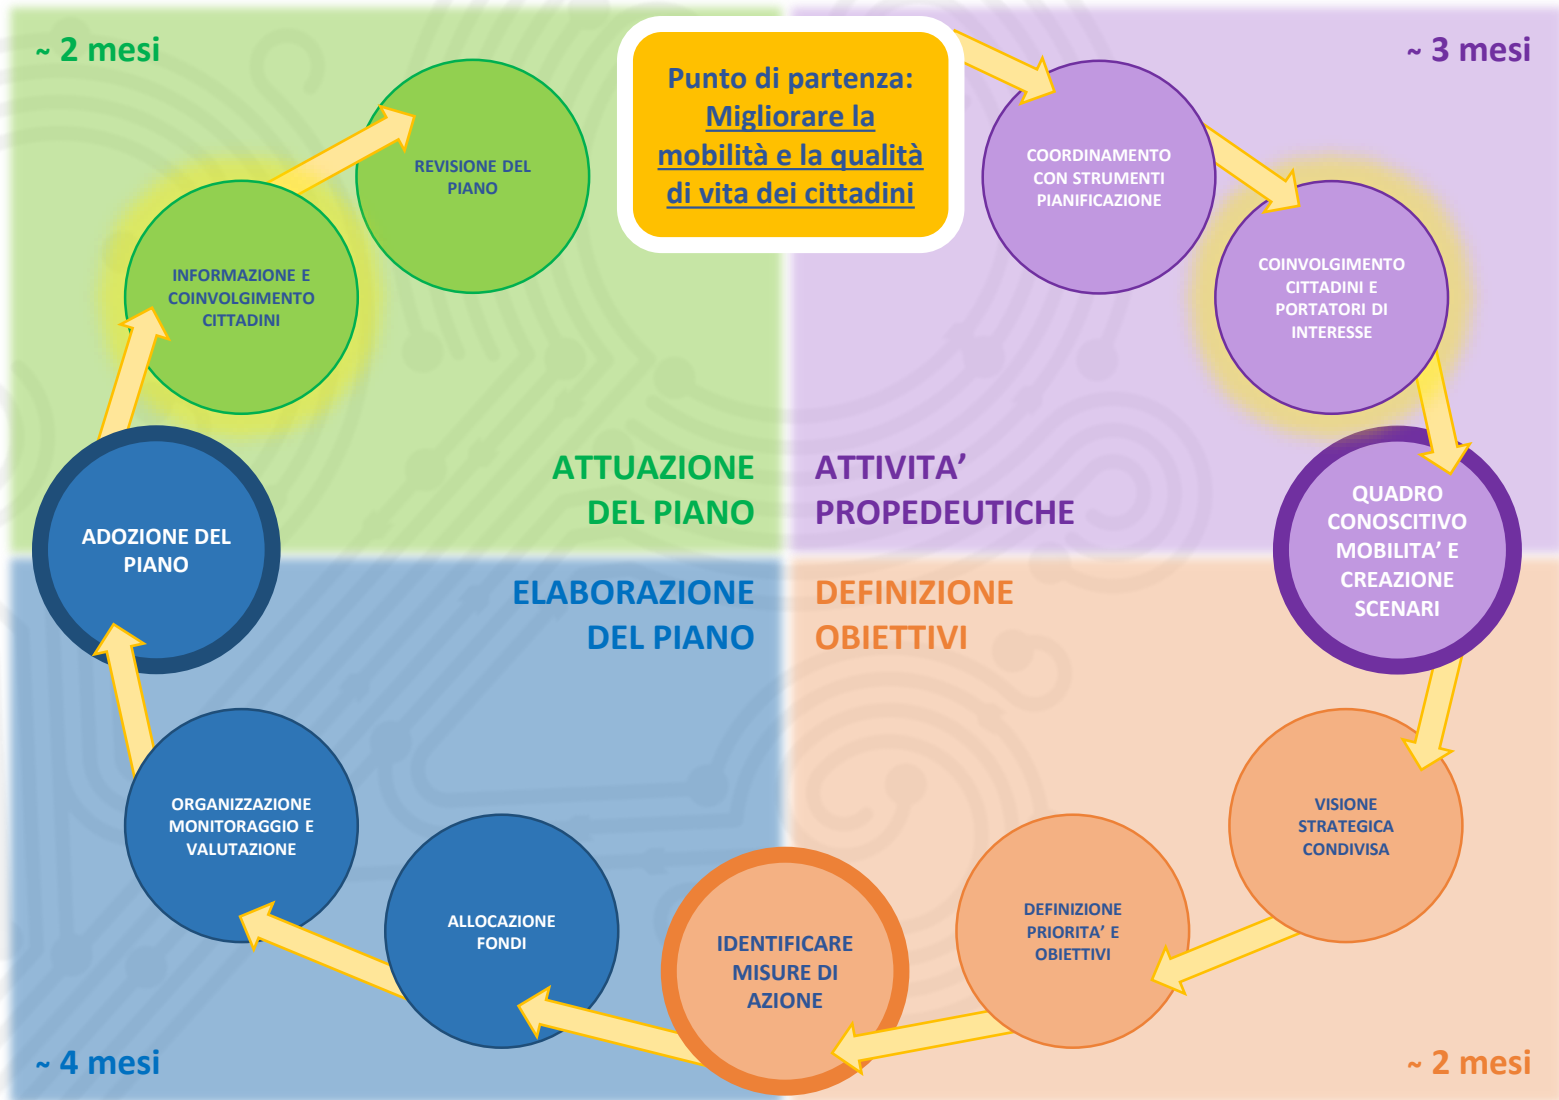 ~ 2 mesi
Punto di partenza:
Migliorare la
mobilità e la qualità
di vita dei cittadini
~ 3 mesi
COORDINAMENTO
CON STRUMENTI
PIANIFICAZIONE
COINVOLGIMENTO
CITTADINI E
PORTATORI DI
INTERESSE
QUADRO
CONOSCITIVO
MOBILITA’ E
CREAZIONE
SCENARI
ATTIVITA’
PROPEDEUTICHE
DEFINIZIONE
OBIETTIVI
VISIONE
STRATEGICA
CONDIVISA
DEFINIZIONE
PRIORITA’ E
OBIETTIVI
IDENTIFICARE
MISURE DI
AZIONE
~ 2 mesi
ELABORAZIONE
DEL PIANO
ALLOCAZIONE
FONDI
ORGANIZZAZIONE
MONITORAGGIO E
VALUTAZIONE
ADOZIONE DEL
PIANO
~ 4 mesi
ATTUAZIONE
DEL PIANO
INFORMAZIONE E
COINVOLGIMENTO
CITTADINI
REVISIONE DEL
PIANO